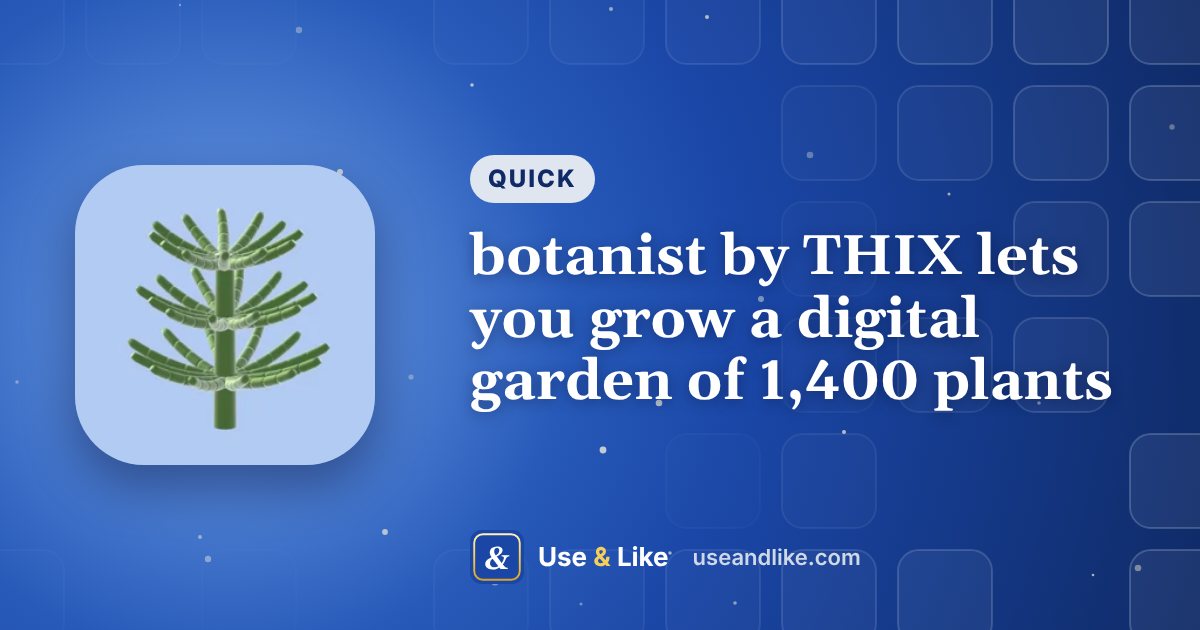 QUICK
botanist by THIX lets
you grow a digital
garden of 1,400 plants
& Use & Like useandlike.com